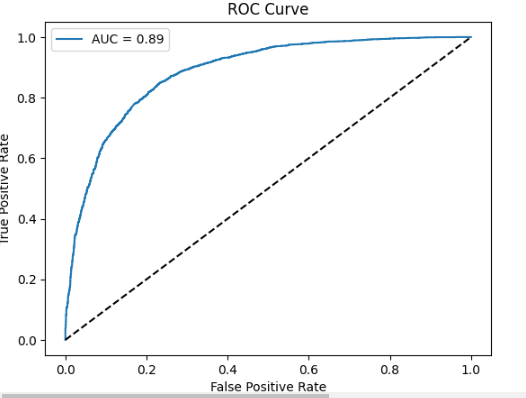 ROC Curve
AUC = 0.89
1.0
0.8
0.6
0.4
0.2
0.0
True Positive Rate
0.0 0.2 0.4 0.6 0.8 1.0
False Positive Rate